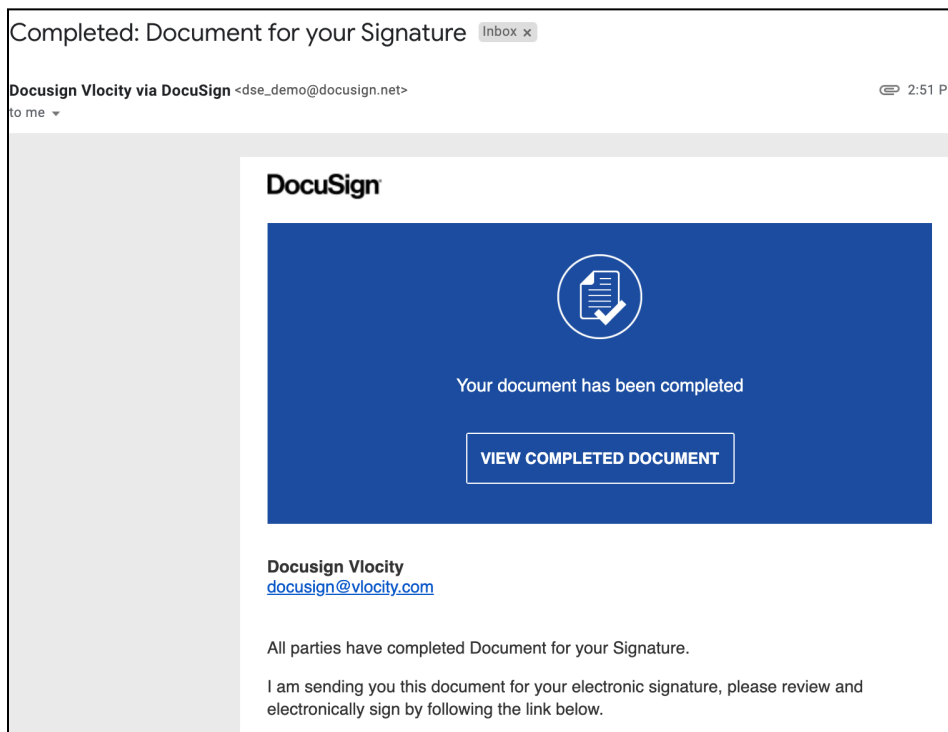 Completed: Document for your Signature Inbox x
Docusign Vlocity via DocuSign <dse_demo@docusign.net> 2:51 P
to me
DocuSign
Your document has been completed
VIEW COMPLETED DOCUMENT
Docusign Vlocity
docusign@vlocity.com
All parties have completed Document for your Signature.
I am sending you this document for your electronic signature, please review and
electronically sign by following the link below.